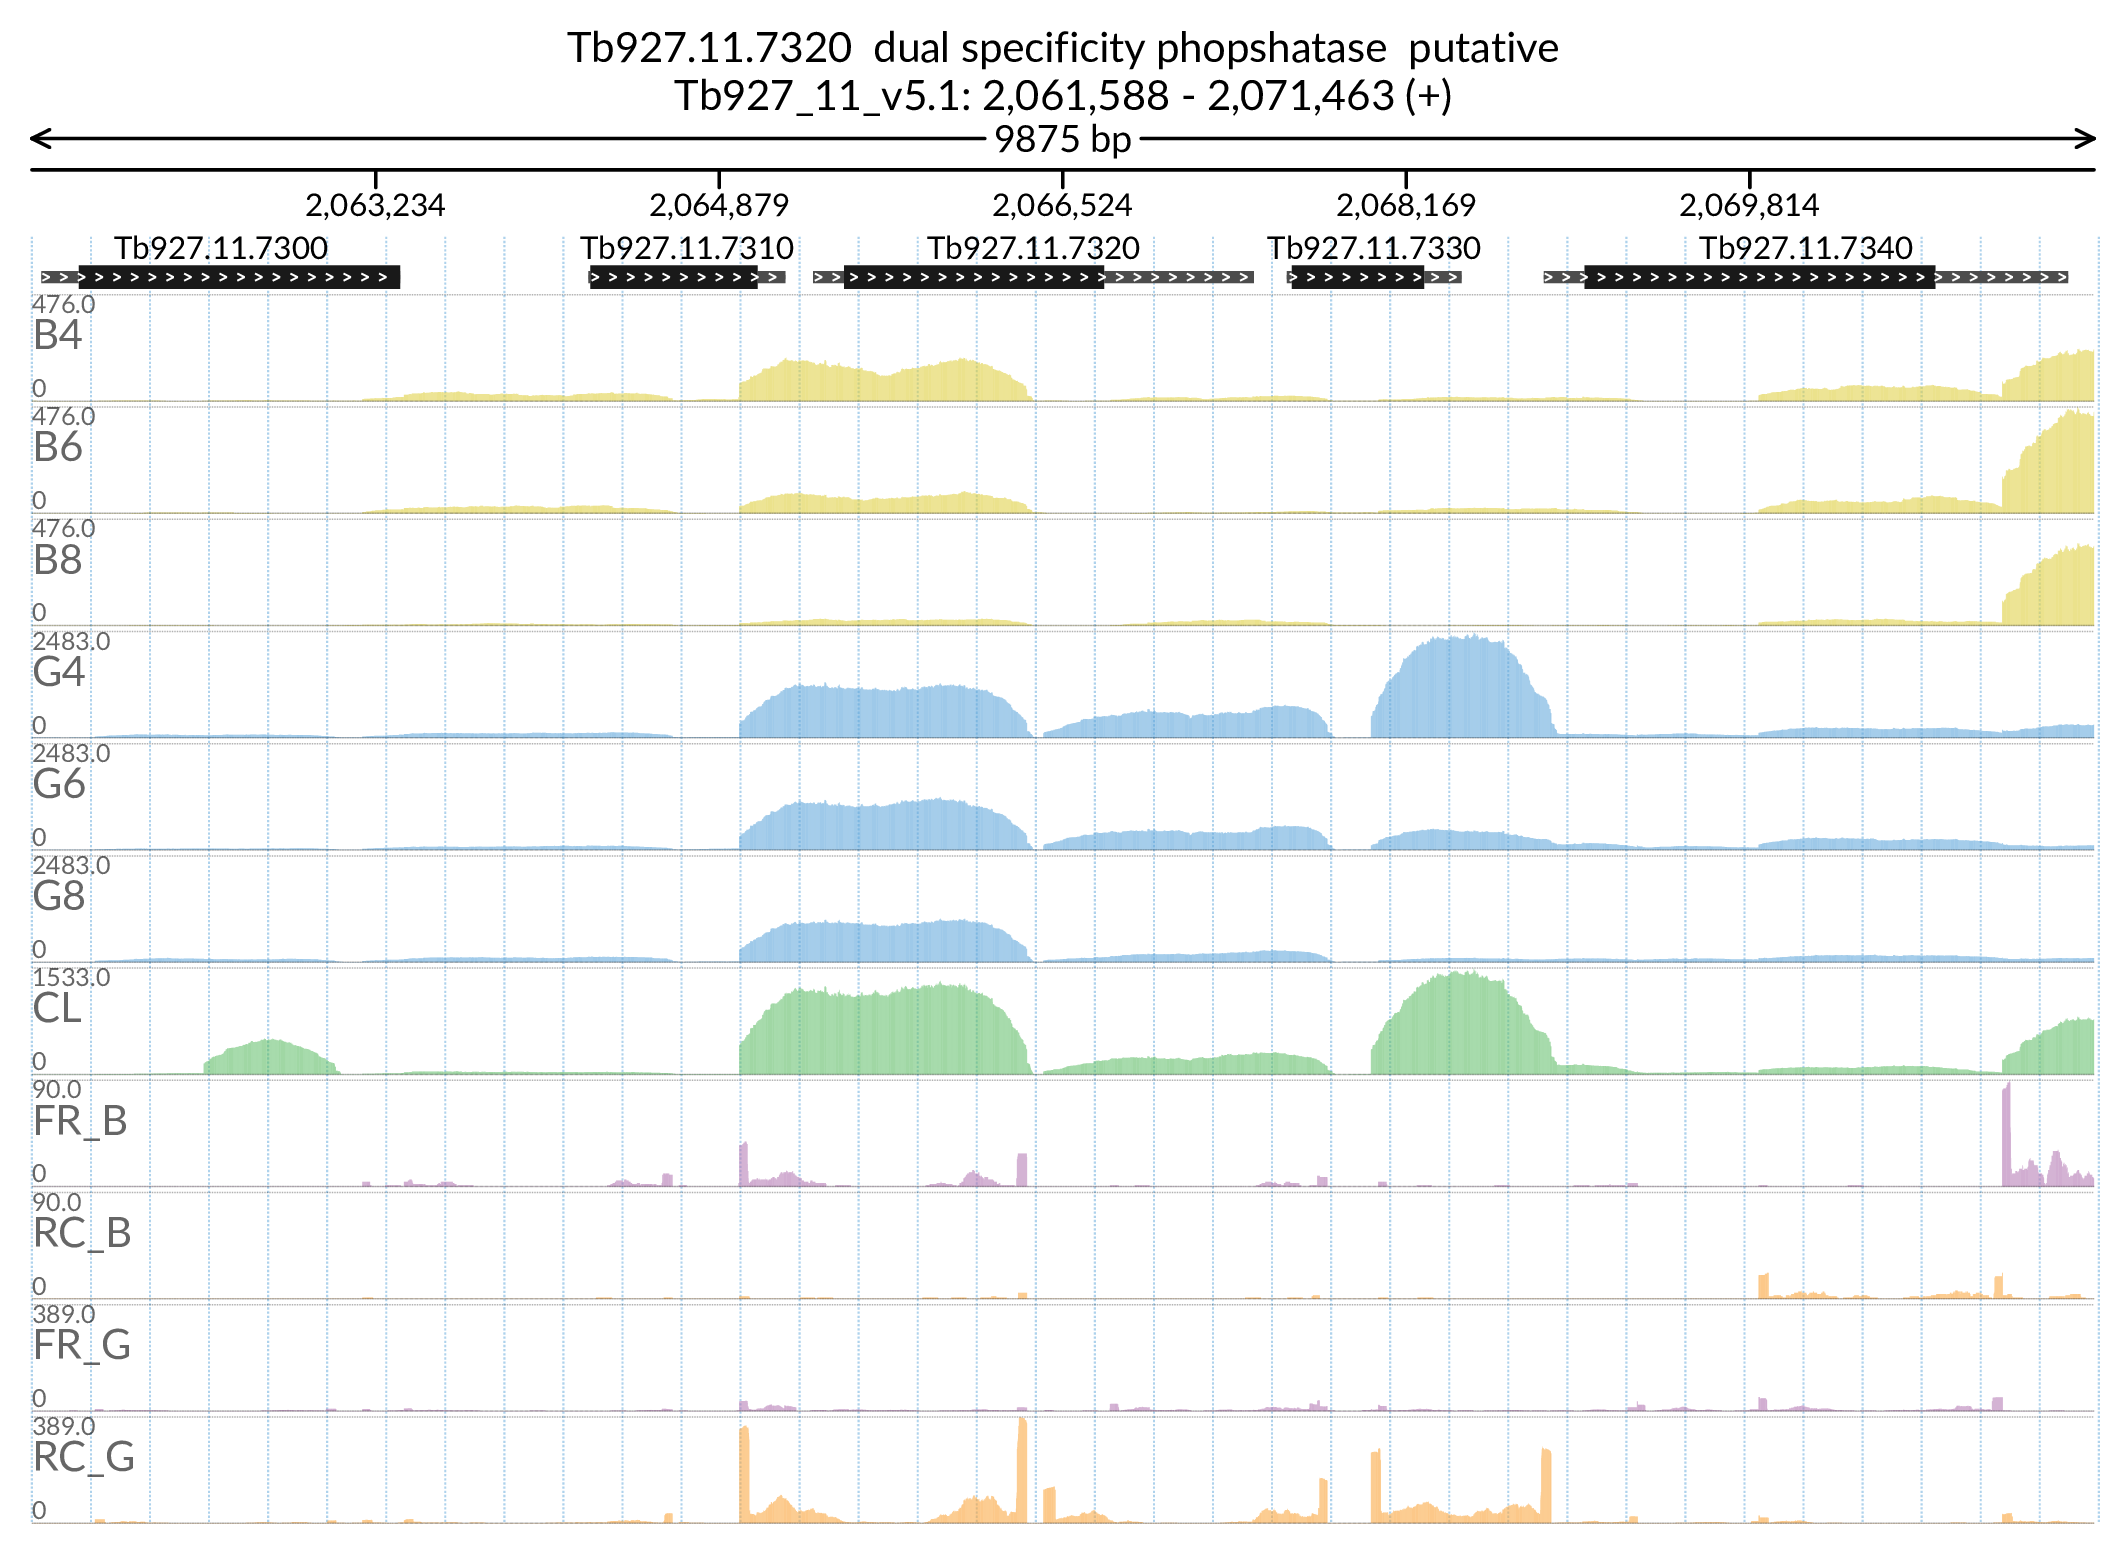 Tb927.11.7320 dual specificity phopshatase putative
Tb927_11_v5.1: 2,061,588 - 2,071,463 (+)
9875 bp
2,063,234 2,064,879 2,066,524 2,068,169 2,069,814
Tb927.11.7300 Tb927.11.7310 Tb927.11.7320 Tb927.11.7330 Tb927.11.7340
476.0
B4
0
476.0
B6
0
476.0
B8
0
2483.0
G4
0
2483.0
G6
0
2483.0
G8
0
1533.0
CL
0
90.0
FR_B
0
90.0
RC_B
0
389.0
FR_G
0
389.0
RC_G
0